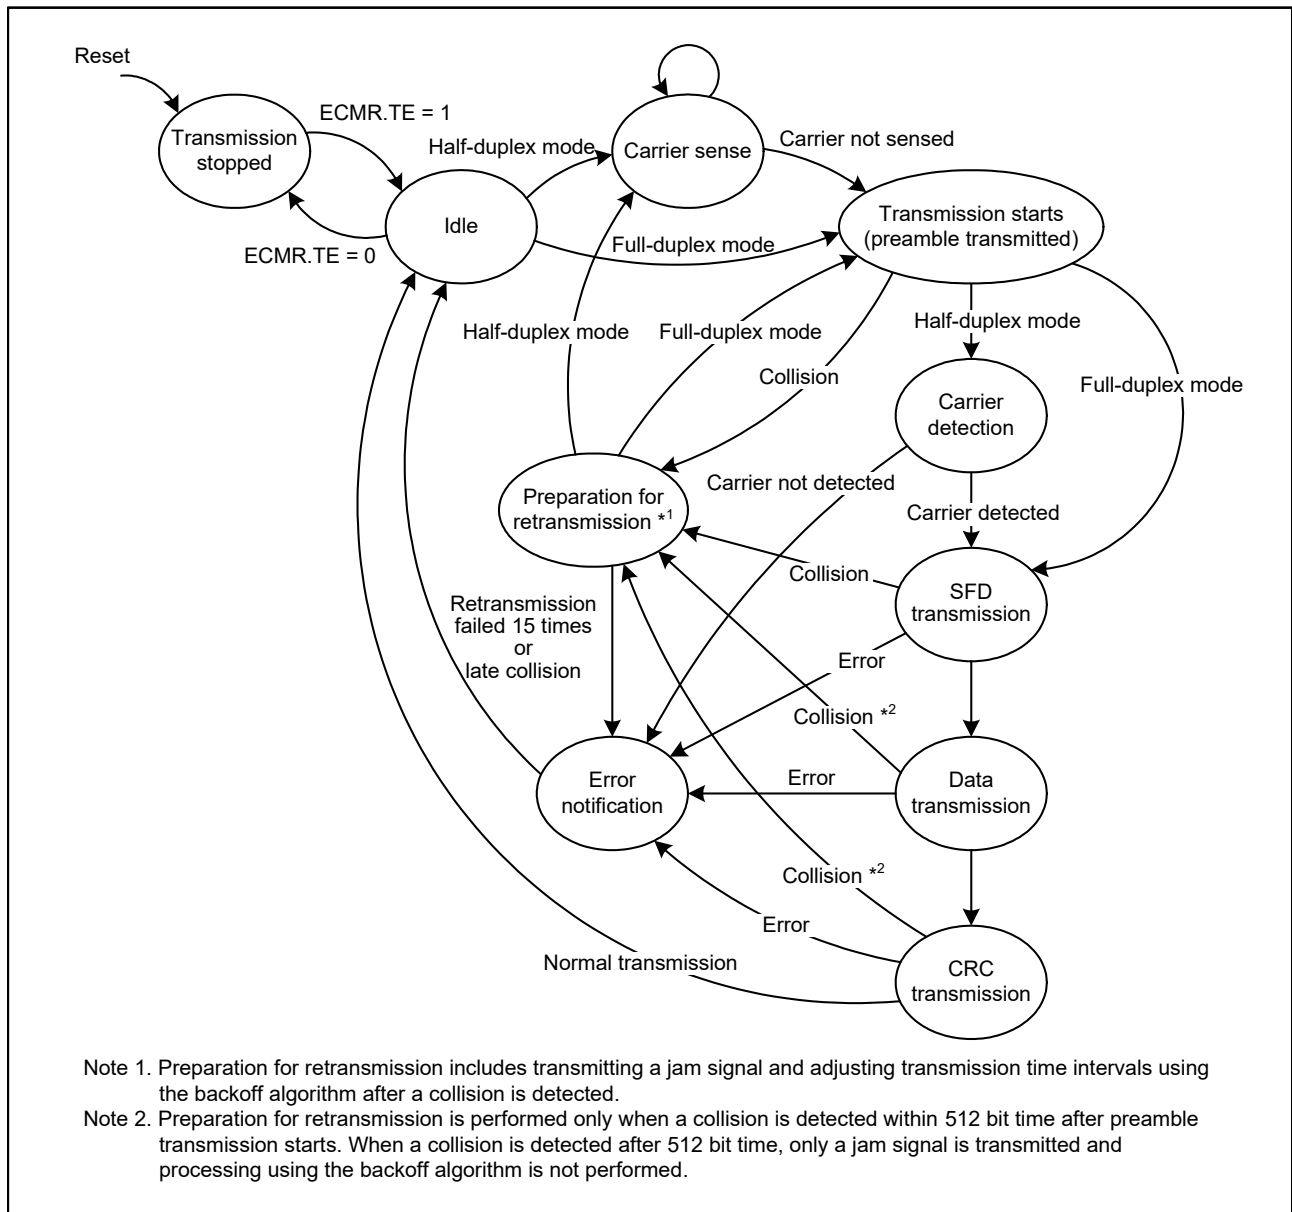 Reset
ECMR.TE = 1
Transmission
stopped
Half-duplex mode
Carrier sense
Carrier not sensed
Idle
Transmission starts
(preamble transmitted)
ECMR.TE = 0
Full-duplex mode
Half-duplex mode
Full-duplex mode
Half-duplex mode
Collision
Full-duplex mode
Carrier
detection
Carrier not detected
Preparation for
retransmission *1
Carrier detected
Collision
SFD
transmission
Retransmission
failed 15 times
or
late collision
Error
Collision *2
Error
notification
Error
Data
transmission
Collision *2
Error
Normal transmission
CRC
transmission
Note 1. Preparation for retransmission includes transmitting a jam signal and adjusting transmission time intervals using
the backoff algorithm after a collision is detected.
Note 2. Preparation for retransmission is performed only when a collision is detected within 512 bit time after preamble
transmission starts. When a collision is detected after 512 bit time, only a jam signal is transmitted and
processing using the backoff algorithm is not performed.